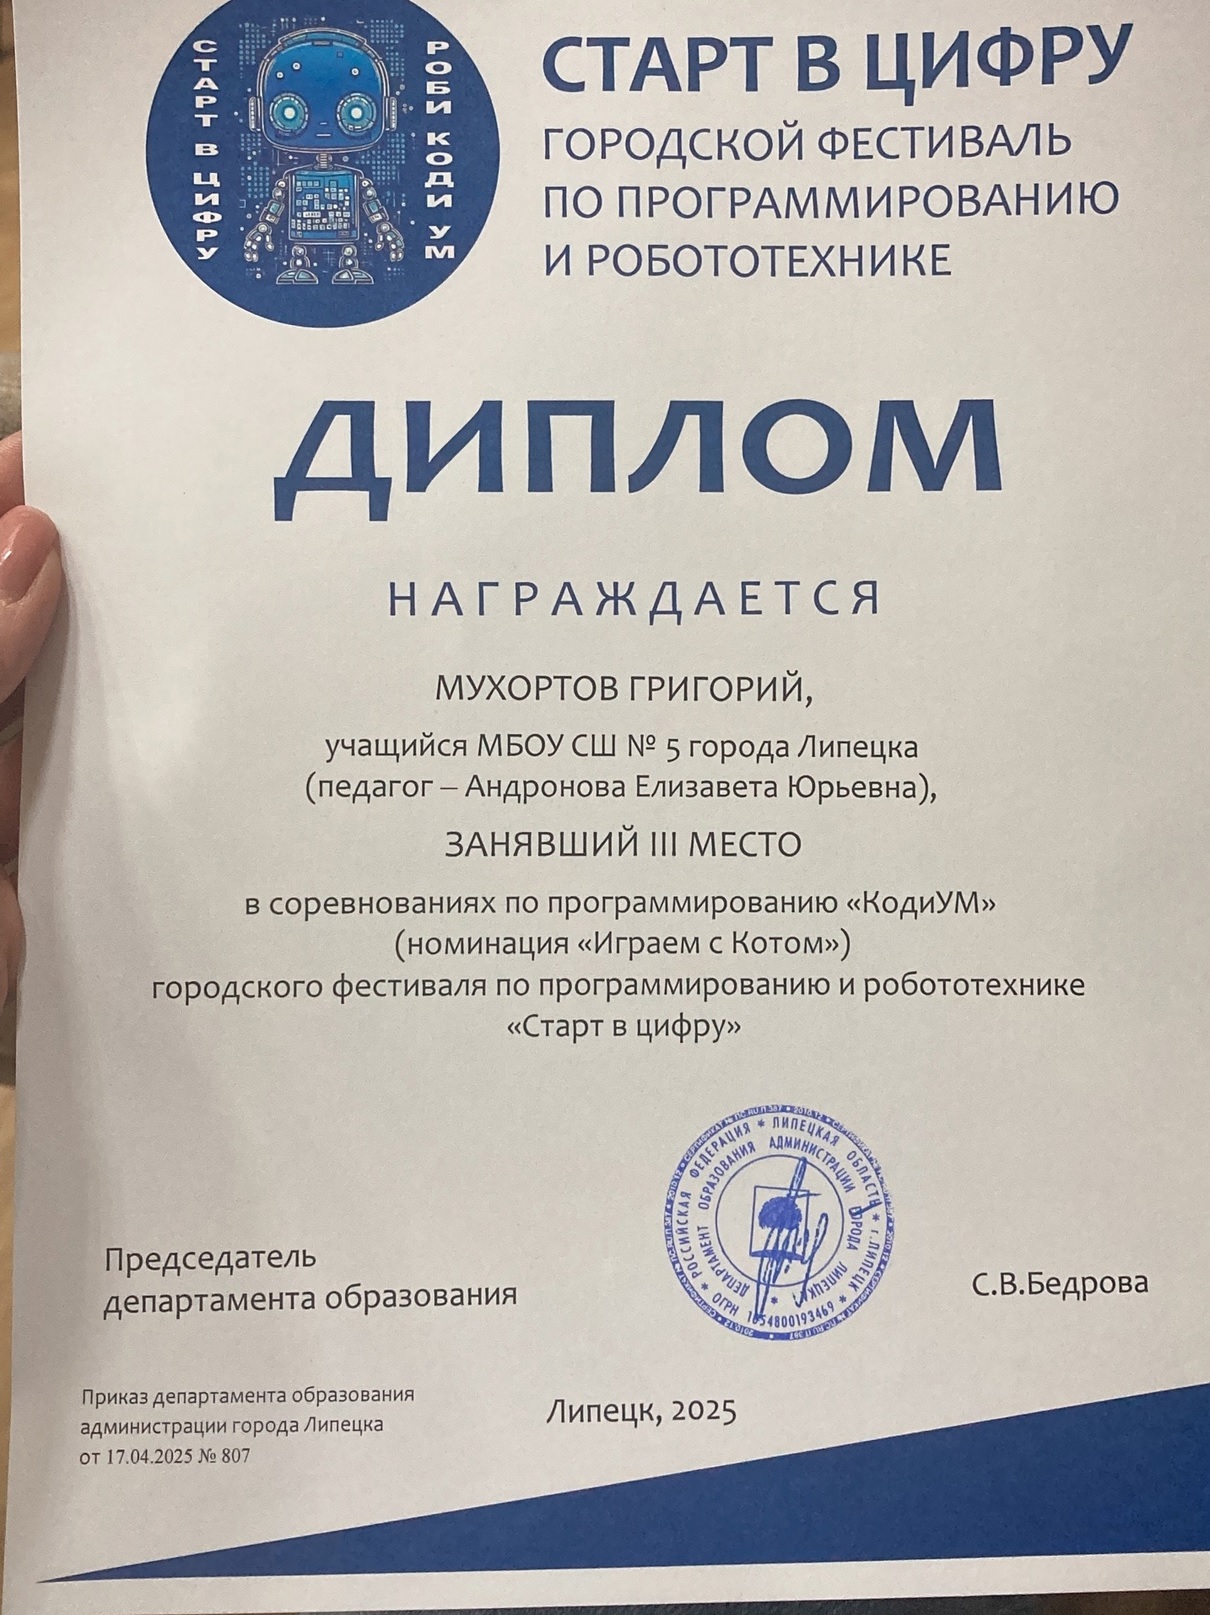 СТАРТ В ЦИФРУ
РОБИ КОДИ УМ
СТАРТ В ЦИФРУ
ГОРОДСКОЙ ФЕСТИВАЛЬ
ПО ПРОГРАММИРОВАНИЮ
И РОБОТОТЕХНИКЕ
ДИПЛОМ
НАГРАЖДАЕТСЯ
МУХОРТОВ ГРИГОРИЙ,
учащийся МБОУ СШ № 5 города Липецка
(педагог – Андронова Елизавета Юрьевна),
ЗАНЯВШИЙ III МЕСТО
в соревнованиях по программированию «КодиУМ»
(номинация «Играем с Котом»)
городского фестиваля по программированию и робототехнике
«Старт в цифру»
Председатель
департамента образования
РОССИЙСКАЯ ФЕДЕРАЦИЯ * ЛИПЕЦКАЯ ОБЛАСТЬ * г. ЛИПЕЦК *
ДЕПАРТАМЕНТ ОБРАЗОВАНИЯ АДМИНИСТРАЦИИ ГОРОДА ЛИПЕЦКА *
С.В.Бедрова
Приказ департамента образования
администрации города Липецка
от 17.04.2025 № 807
Липецк, 2025